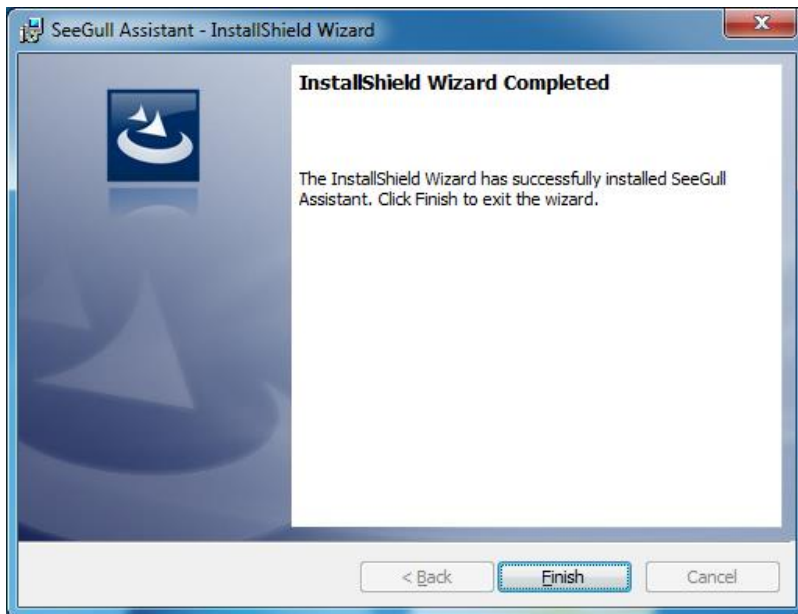 SeeGull Assistant - InstallShield Wizard
InstallShield Wizard Completed
The InstallShield Wizard has successfully installed SeeGull
Assistant. Click Finish to exit the wizard.
< Back
Finish
Cancel